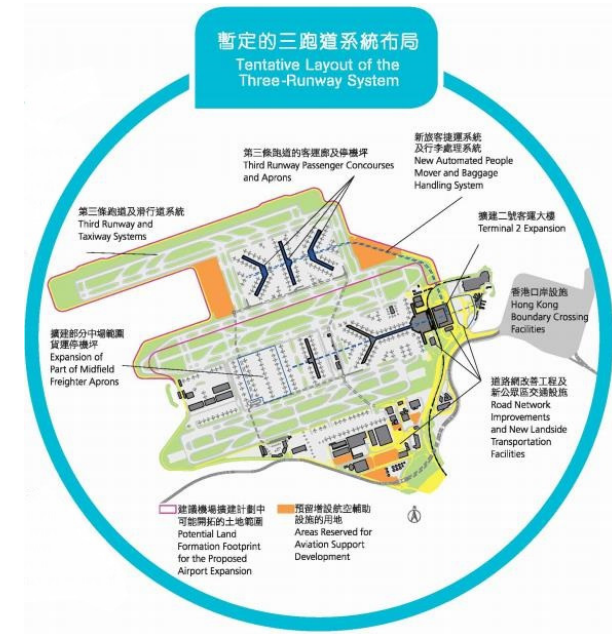 暫定的三跑道系統布局
Tentative Layout of the
Three-Runway System
新旅客捷運系統
及行李處理系統
New Automated People
Mover and Baggage
Handling System
第三條跑道的客運廊及停機坪
Third Runway Passenger Concourses
and Aprons
第三條跑道及滑行道系統
Third Runway and
Taxiway Systems
擴建二號客運大樓
Terminal 2 Expansion
香港口岸設施
Hong Kong
Boundary Crossing
Facilities
擴建部分中場範圍
貨運停機坪
Expansion of
Part of Midfield
Freighter Aprons
道路網改善工程及
新公眾區交通設施
Road Network
Improvements
and New Landside
Transportation
Facilities
建議機場擴建計劃中
可能開拓的土地範圍
Potential Land
Formation Footprint
for the Proposed
Airport Expansion
預留增設航空輔助
設施的用地
Areas Reserved for
Aviation Support
Development